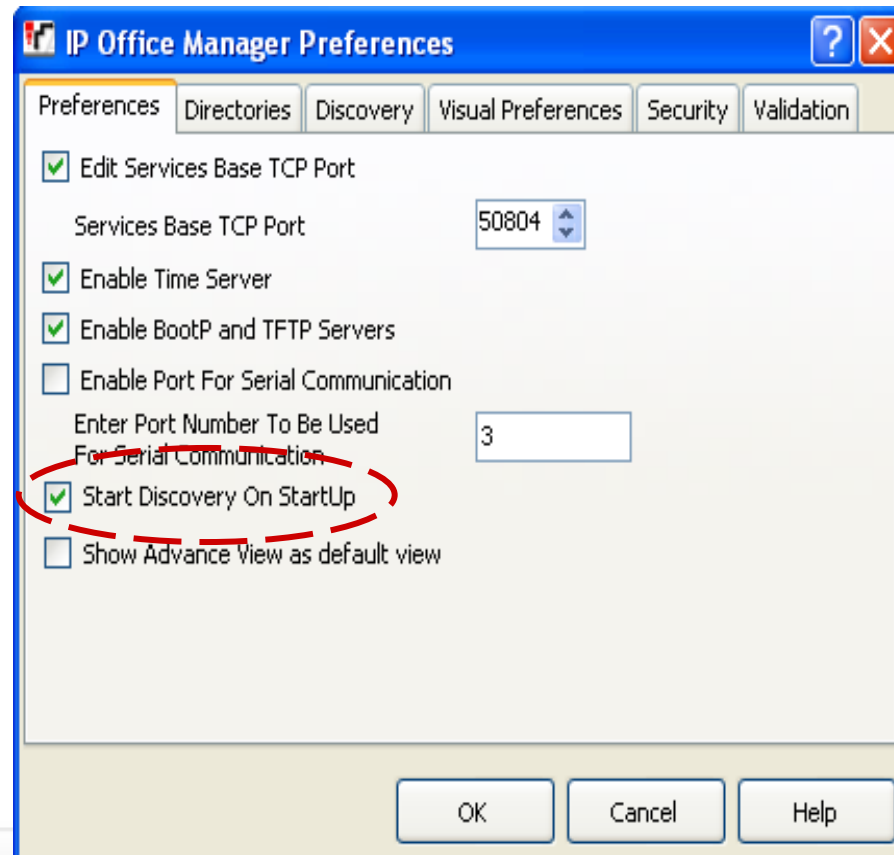 IP Office Manager Preferences
Preferences Directories Discovery Visual Preferences Security Validation
Edit Services Base TCP Port
Services Base TCP Port 50804
Enable Time Server
Enable BootP and TFTP Servers
Enable Port For Serial Communication
Enter Port Number To Be Used
For Serial Communication 3
Start Discovery On StartUp
Show Advance View as default view
OK Cancel Help